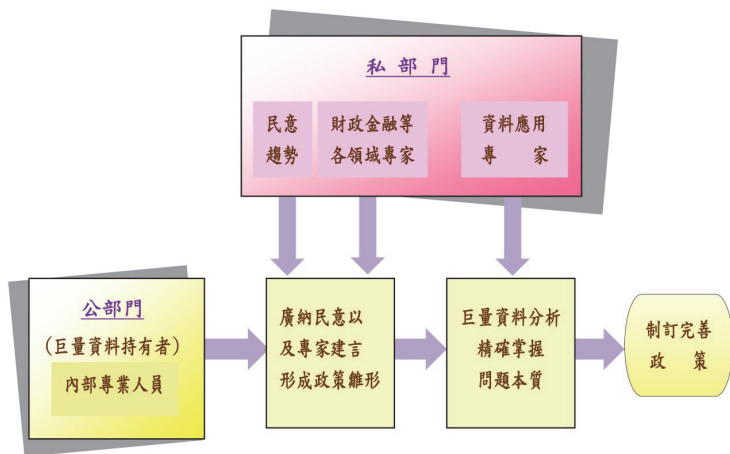 私部門
民意
趨勢
財政金融等
各領域專家
資料應用
專家
公部門
(巨量資料持有者)
內部專業人員
廣納民意以
及專家建言
形成政策雛形
巨量資料分析
精確掌握
問題本質
制訂完善
政策